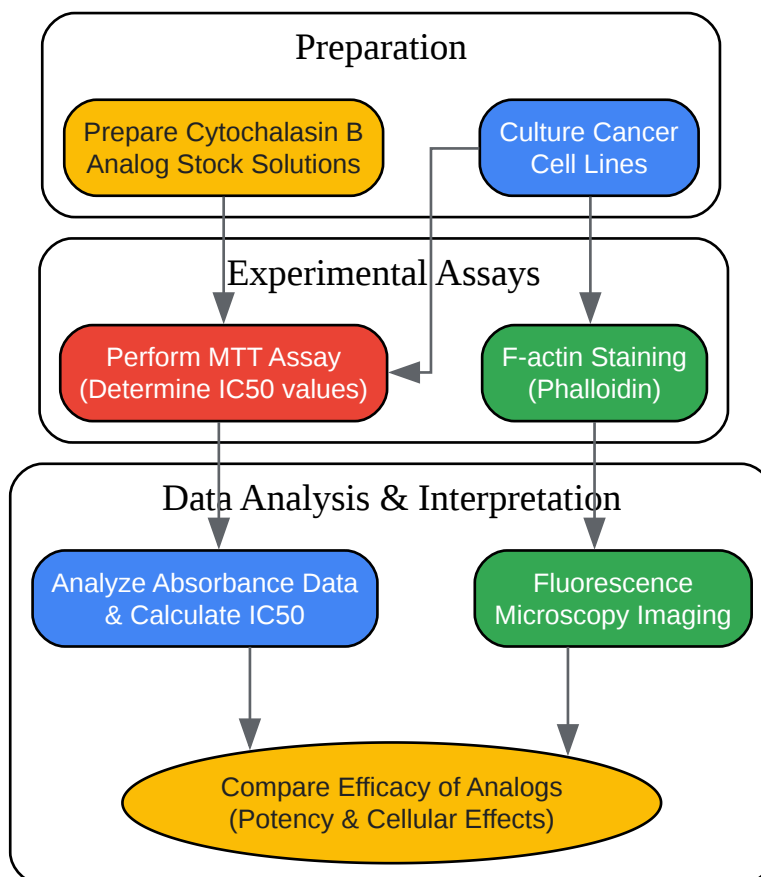 Preparation
Prepare Cytochalasin B
Analog Stock Solutions
Culture Cancer
Cell Lines
Experimental Assays
Perform MTT Assay
(Determine IC50 values)
F-actin Staining
(Phalloidin)
Data Analysis & Interpretation
Analyze Absorbance Data
& Calculate IC50
Fluorescence
Microscopy Imaging
Compare Efficacy of Analogs
(Potency & Cellular Effects)